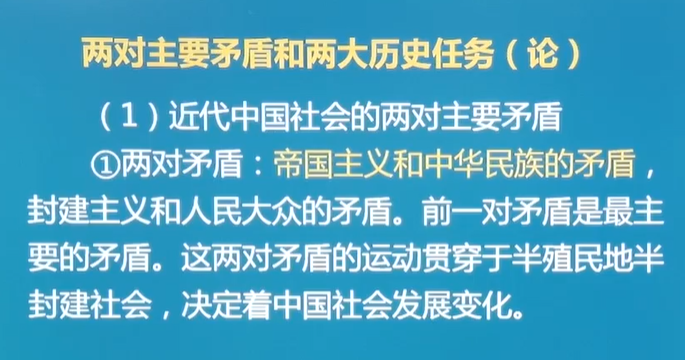 两对主要矛盾和两大历史任务（论）
（1）近代中国社会的两对主要矛盾
①两对矛盾：帝国主义和中华民族的矛盾，
封建主义和人民大众的矛盾。前一对矛盾是最主
要的矛盾。这两对矛盾的运动贯穿于半殖民地半
封建社会，决定着中国社会发展变化。